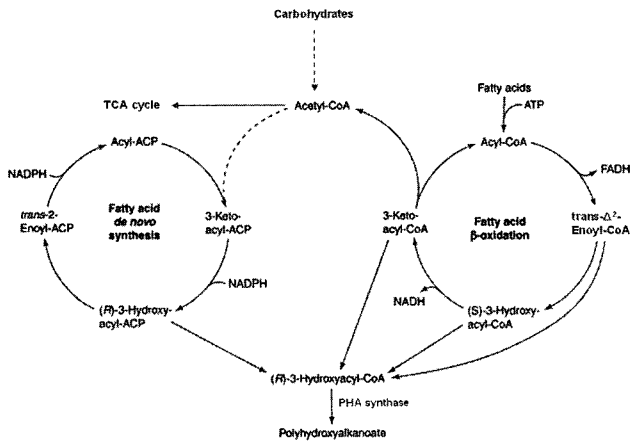 Carbohydrates
Fatty acids
TCA cycle
Acetyl-CoA
ATP
Acyl-ACP
Acyl-CoA
NADPH
FADH
trans-2-
Enoyl-ACP
Fatty acid
de novo
synthesis
3-Keto-
acyl-ACP
3-Keto-
acyl-CoA
Fatty acid
β-oxidation
trans-Δ²-
Enoyl-CoA
NADPH
NADH
(R)-3-Hydroxy-
acyl-ACP
(S)-3-Hydroxy-
acyl-CoA
(R)-3-Hydroxyacyl-CoA
PHA synthase
Polyhydroxyalkanoate